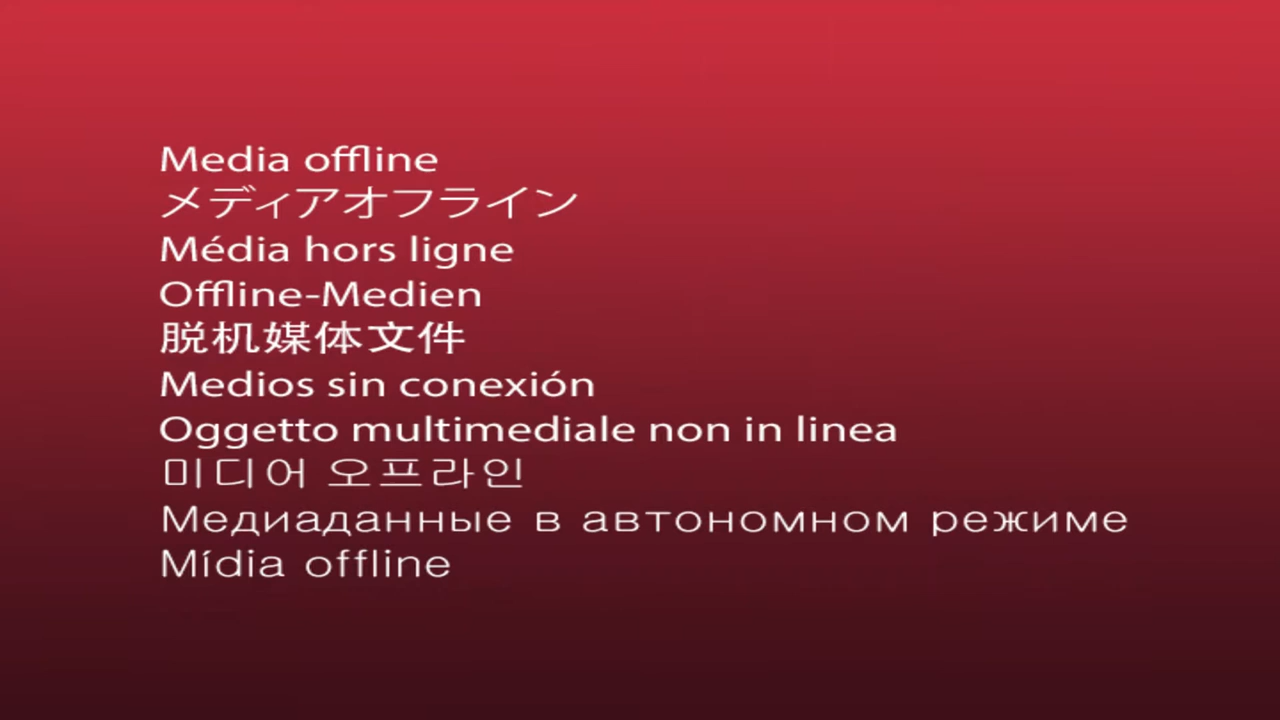 Media offline
メディアオフライン
Média hors ligne
Offline-Medien
脱机媒体文件
Medios sin conexión
Oggetto multimediale non in linea
미디어 오프라인
Медиаданные в автономном режиме
Mídia offline